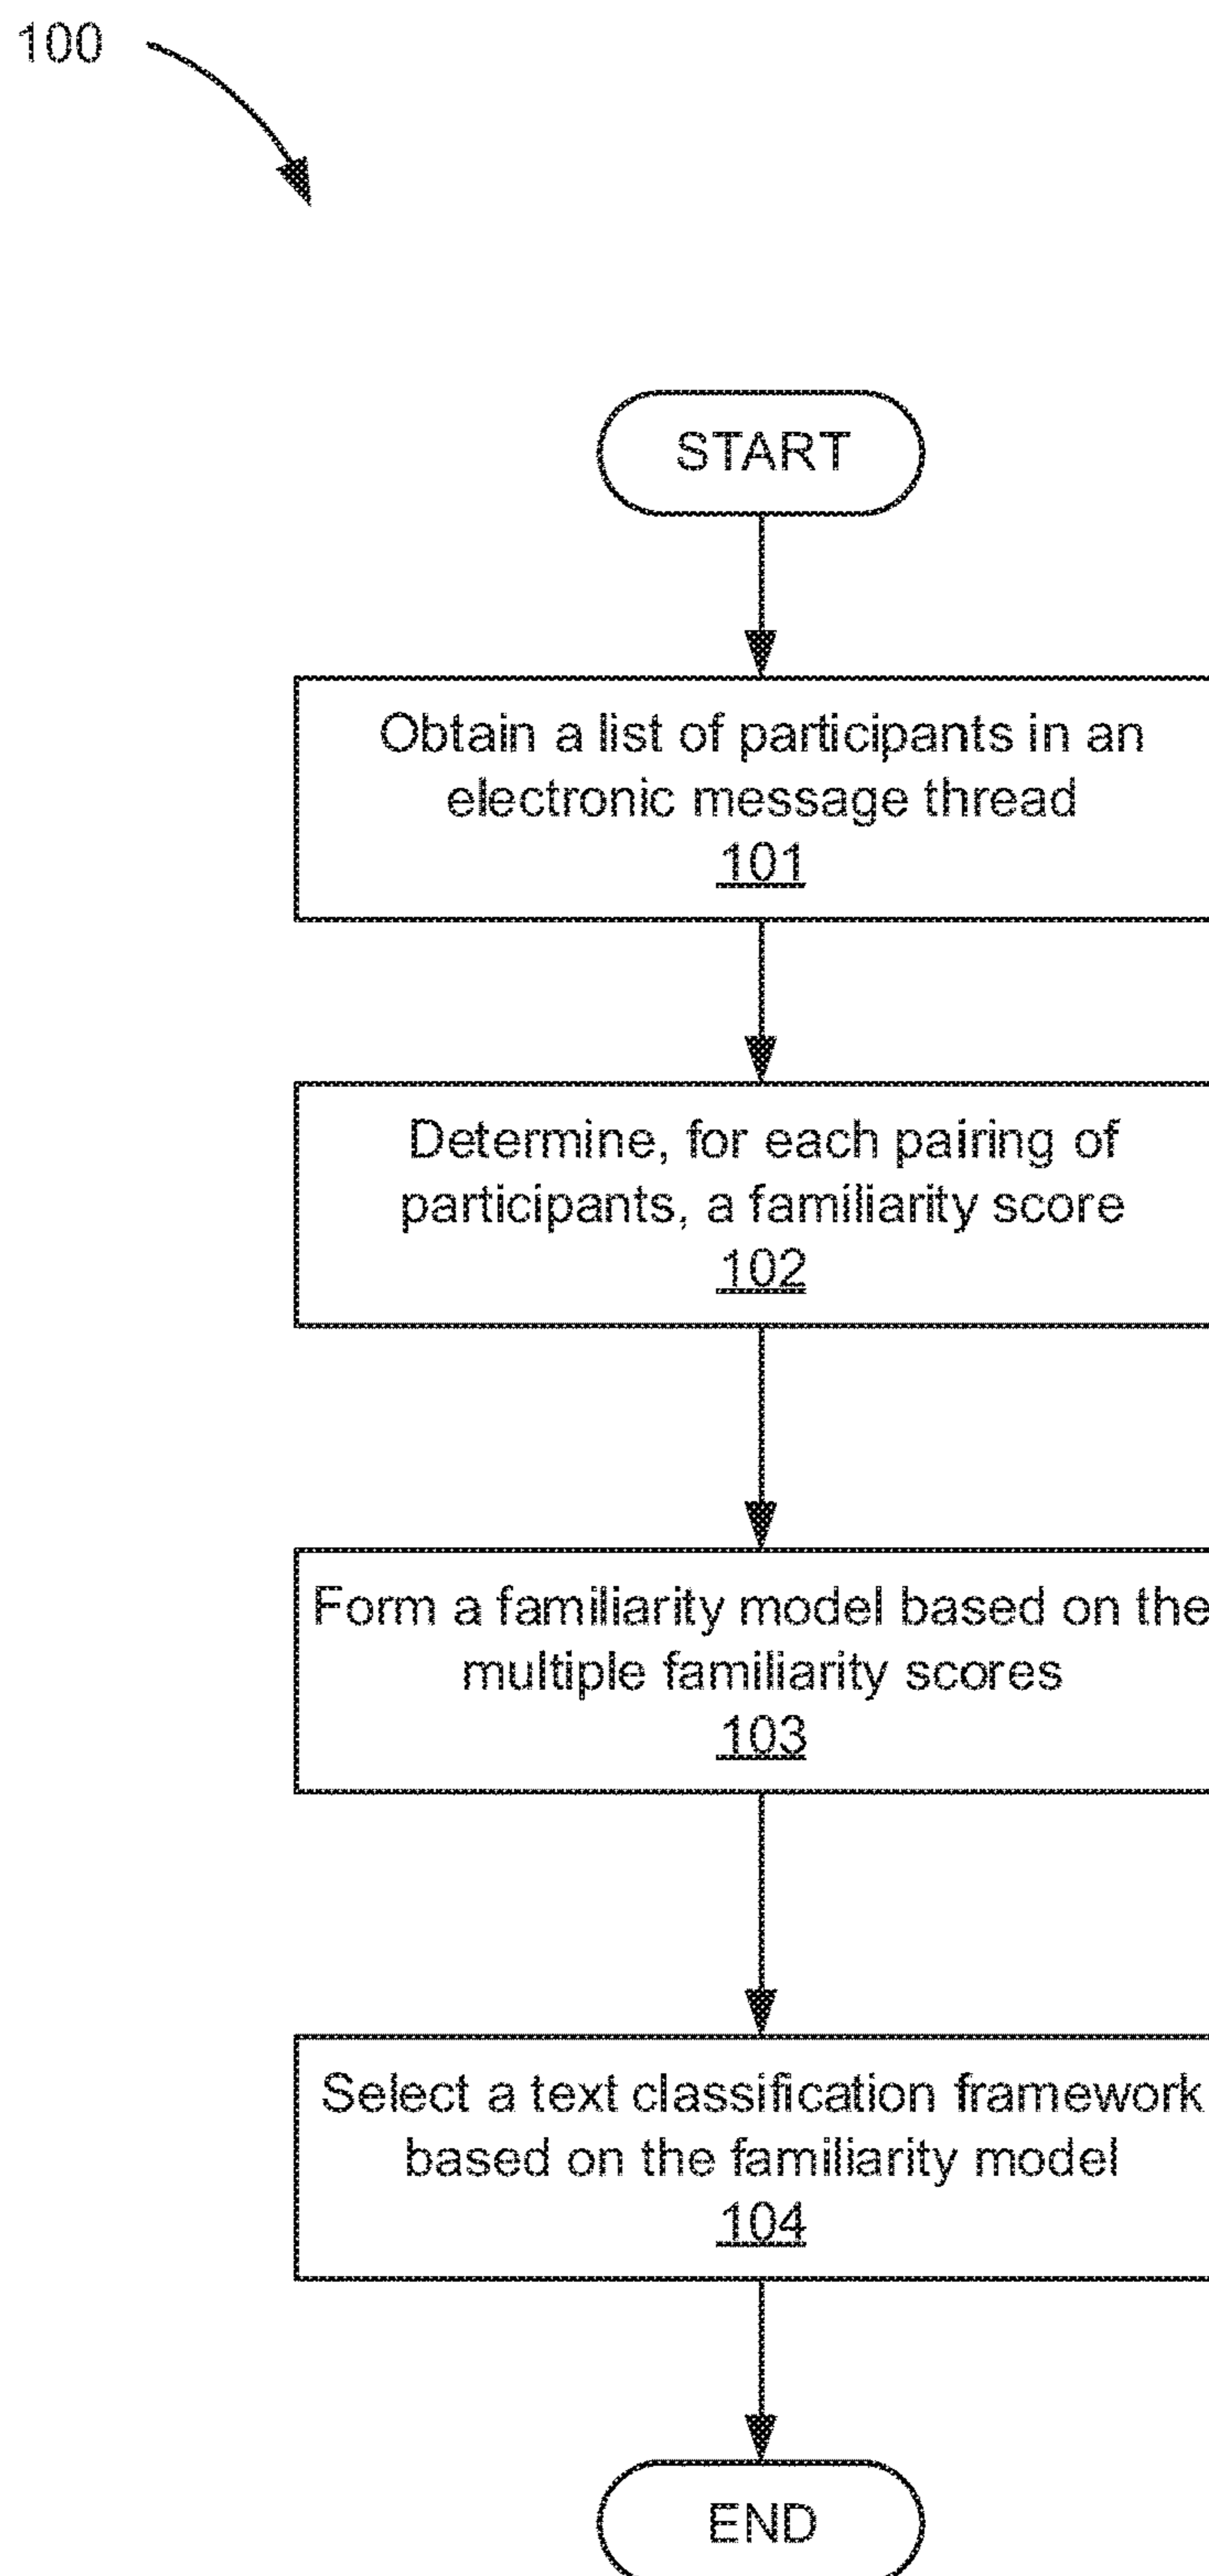 100
START
Obtain a list of participants in an
electronic message thread
101
Determine, for each pairing of
participants, a familiarity score
102
Form a familiarity model based on the
multiple familiarity scores
103
Select a text classification framework
based on the familiarity model
104
END